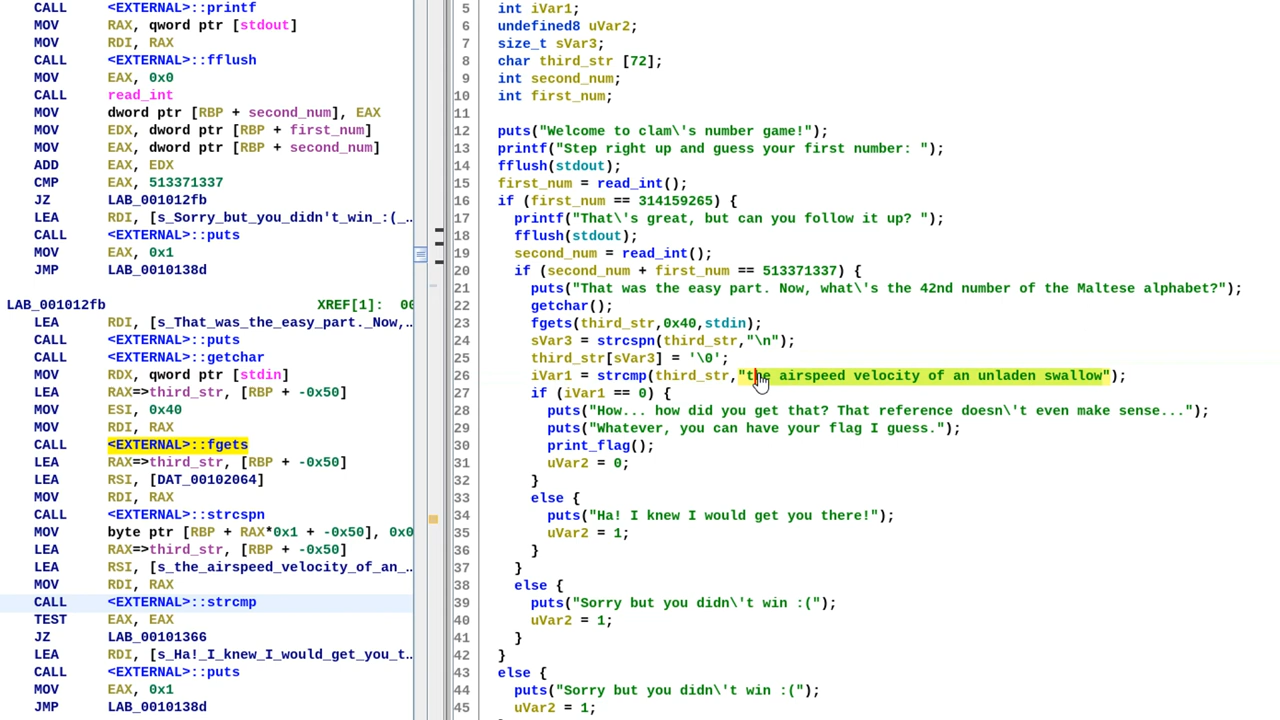 CALL <EXTERNAL>::printf
MOV RAX, qword ptr [stdout]
MOV RDI, RAX
CALL <EXTERNAL>::fflush
MOV EAX, 0x0
CALL read_int
MOV dword ptr [RBP + second_num], EAX
MOV EDX, dword ptr [RBP + first_num]
MOV EAX, dword ptr [RBP + second_num]
ADD EAX, EDX
CMP EAX, 513371337
JZ LAB_001012fb
LEA RDI, [s_Sorry_but_you_didn't_win_:(_…
CALL <EXTERNAL>::puts
MOV EAX, 0x1
JMP LAB_0010138d
LAB_001012fb XREF[1]: 00
LEA RDI, [s_That_was_the_easy_part._Now,…
CALL <EXTERNAL>::puts
CALL <EXTERNAL>::getchar
MOV RDX, qword ptr [stdin]
LEA RAX=>third_str, [RBP + -0x50]
MOV ESI, 0x40
MOV RDI, RAX
CALL <EXTERNAL>::fgets
LEA RAX=>third_str, [RBP + -0x50]
LEA RSI, [DAT_00102064]
MOV RDI, RAX
CALL <EXTERNAL>::strcspn
MOV byte ptr [RBP + RAX*0x1 + -0x50], 0x0
LEA RAX=>third_str, [RBP + -0x50]
LEA RSI, [s_the_airspeed_velocity_of_an_…
MOV RDI, RAX
CALL <EXTERNAL>::strcmp
TEST EAX, EAX
JZ LAB_00101366
LEA RDI, [s_Ha!_I_knew_I_would_get_you_t…
CALL <EXTERNAL>::puts
MOV EAX, 0x1
JMP LAB_0010138d
5 int iVar1;
6 undefined8 uVar2;
7 size_t sVar3;
8 char third_str [72];
9 int second_num;
10 int first_num;
11
12 puts("Welcome to clam\'s number game!");
13 printf("Step right up and guess your first number: ");
14 fflush(stdout);
15 first_num = read_int();
16 if (first_num == 314159265) {
17 printf("That\'s great, but can you follow it up? ");
18 fflush(stdout);
19 second_num = read_int();
20 if (second_num + first_num == 513371337) {
21 puts("That was the easy part. Now, what\'s the 42nd number of the Maltese alphabet?");
22 getchar();
23 fgets(third_str,0x40,stdin);
24 sVar3 = strcspn(third_str,"\n");
25 third_str[sVar3] = '\0';
26 iVar1 = strcmp(third_str,"the airspeed velocity of an unladen swallow");
27 if (iVar1 == 0) {
28 puts("How... how did you get that? That reference doesn\'t even make sense...");
29 puts("Whatever, you can have your flag I guess.");
30 print_flag();
31 uVar2 = 0;
32 }
33 else {
34 puts("Ha! I knew I would get you there!");
35 uVar2 = 1;
36 }
37 }
38 else {
39 puts("Sorry but you didn\'t win :(");
40 uVar2 = 1;
41 }
42 }
43 else {
44 puts("Sorry but you didn\'t win :(");
45 uVar2 = 1;